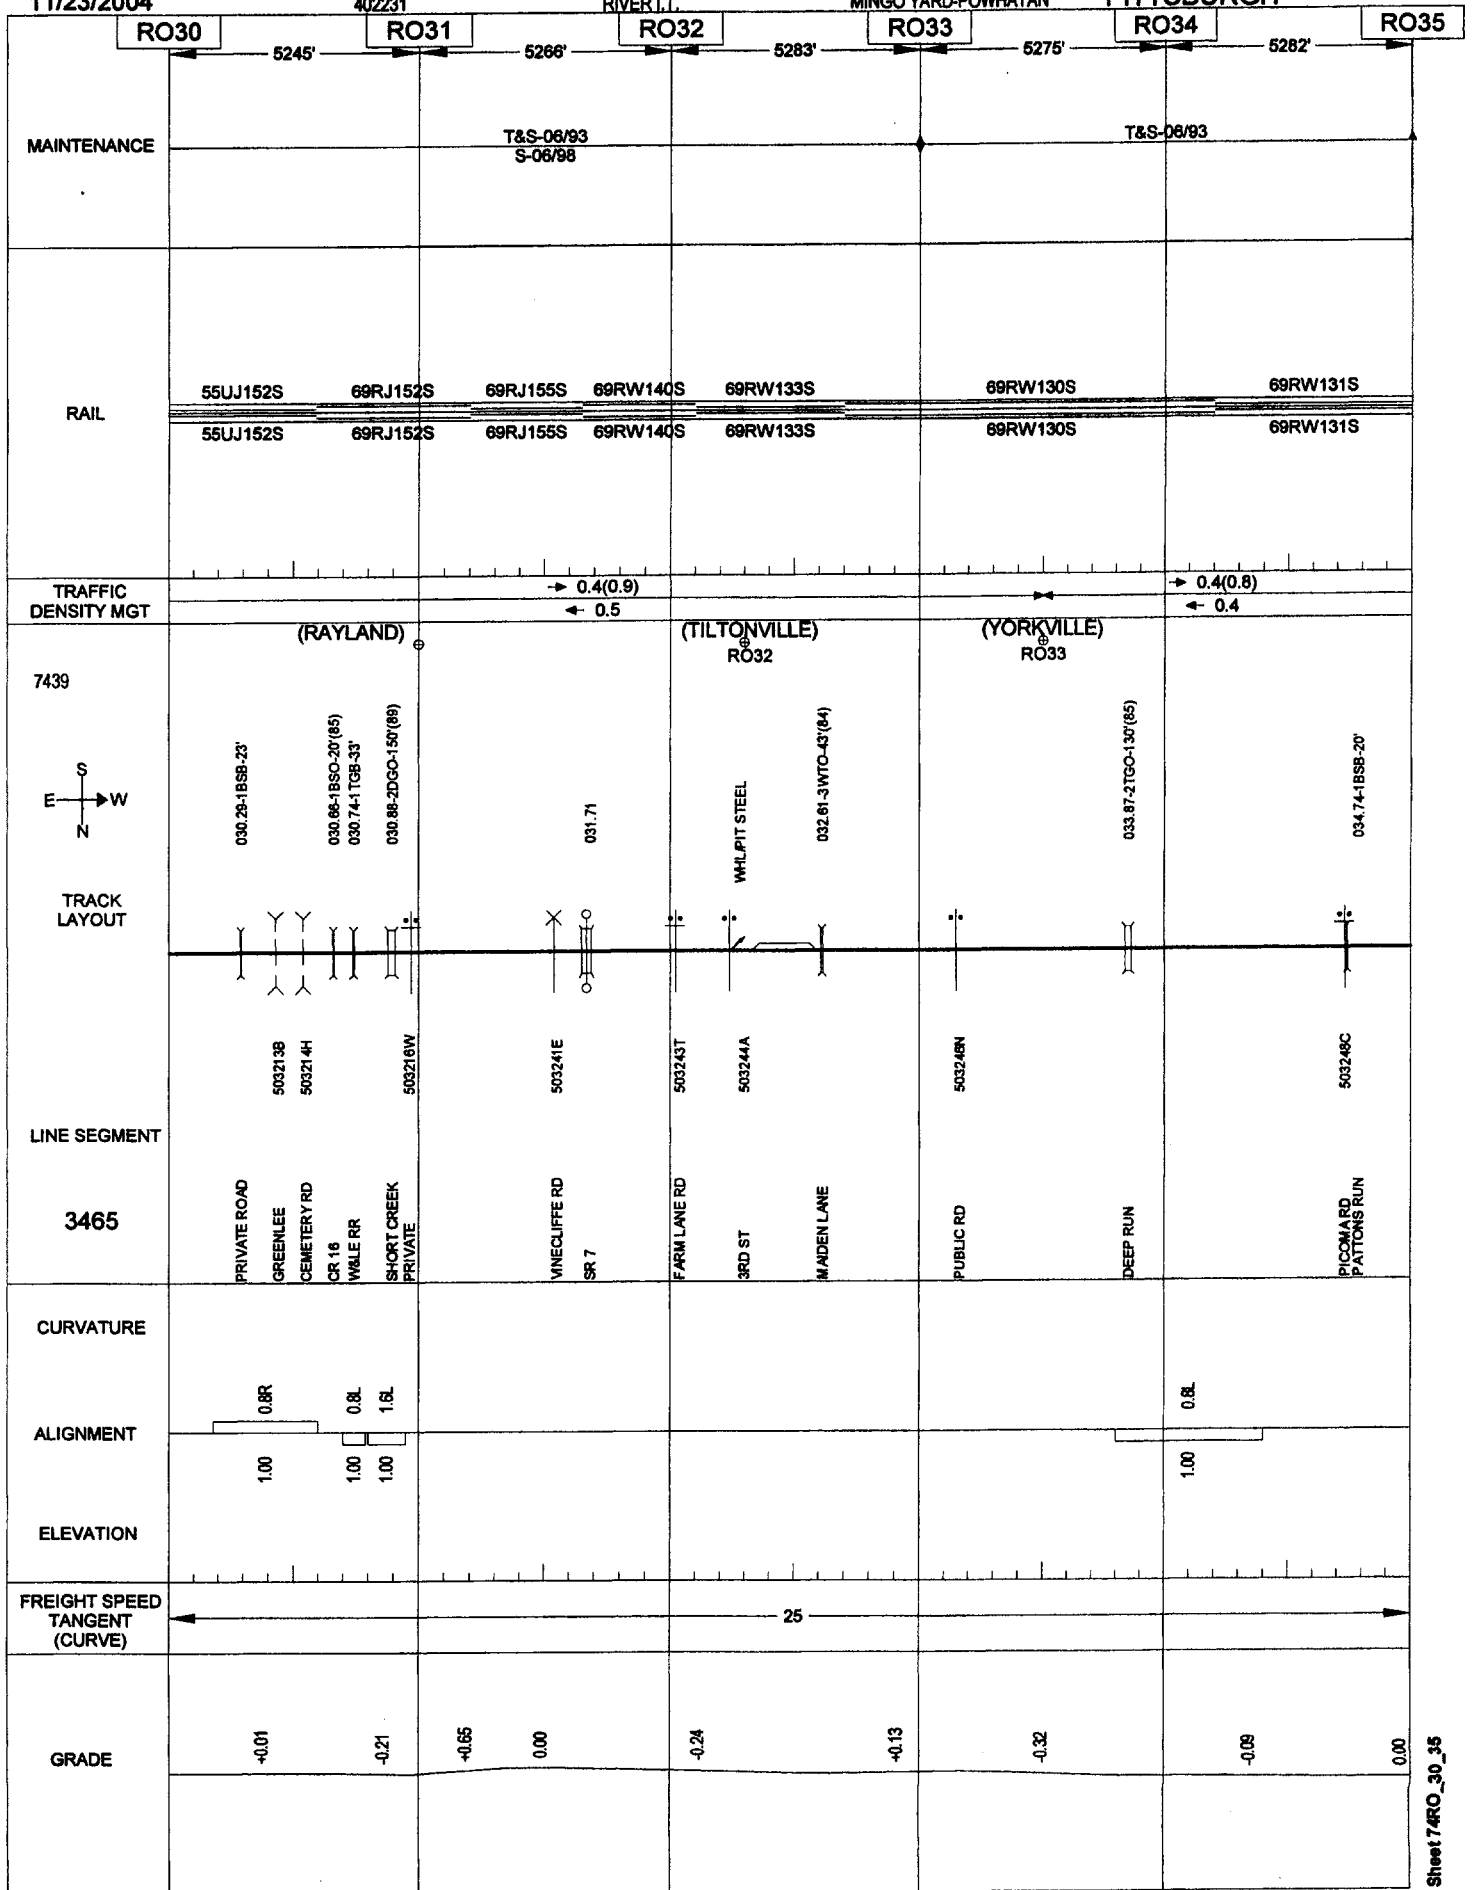 11/23/2004 402231 RIVER I.T. MINGO YARD-POWHATAN PITTSBURGH
RO30 RO31 RO32 RO33 RO34 RO35
5245' 5266' 5283' 5275' 5282'
MAINTENANCE
T&S-06/93
S-06/98
T&S-06/93
RAIL
55UJ152S 69RJ152S 69RJ155S 69RW140S 69RW133S 69RW130S 69RW131S
55UJ152S 69RJ152S 69RJ155S 69RW140S 69RW133S 69RW130S 69RW131S
TRAFFIC
DENSITY MGT
→ 0.4(0.9)
← 0.5
→ 0.4(0.8)
← 0.4
(RAYLAND) (TILTONVILLE) (YORKVILLE)
RO32 RO33
7439
S
E W
N
030.29-1BSB-23'
030.66-1BSO-20'(85)
030.74-1TGB-33'
030.88-2DGO-150'(89)
031.71
WHL/PIT STEEL
032.61-3WTO-43'(84)
033.87-2TGO-130'(85)
034.74-1BSB-20'
TRACK
LAYOUT
503213B
503214H
503216W
503241E
503243T
503244A
503246N
503248C
LINE SEGMENT
3465
PRIVATE ROAD
GREENLEE
CEMETERY RD
CR 16
W&LE RR
SHORT CREEK
PRIVATE
VINECLIFFE RD
SR 7
FARM LANE RD
3RD ST
MAIDEN LANE
PUBLIC RD
DEEP RUN
PICOMA RD
PATTONS RUN
CURVATURE
0.8R 0.8L 1.6L 0.8L
ALIGNMENT
1.00 1.00 1.00 1.00
ELEVATION
FREIGHT SPEED
TANGENT
(CURVE)
25
GRADE
+0.01 -0.21 +0.65 0.00 -0.24 +0.13 -0.32 -0.09 0.00
Sheet 74RO_30_35